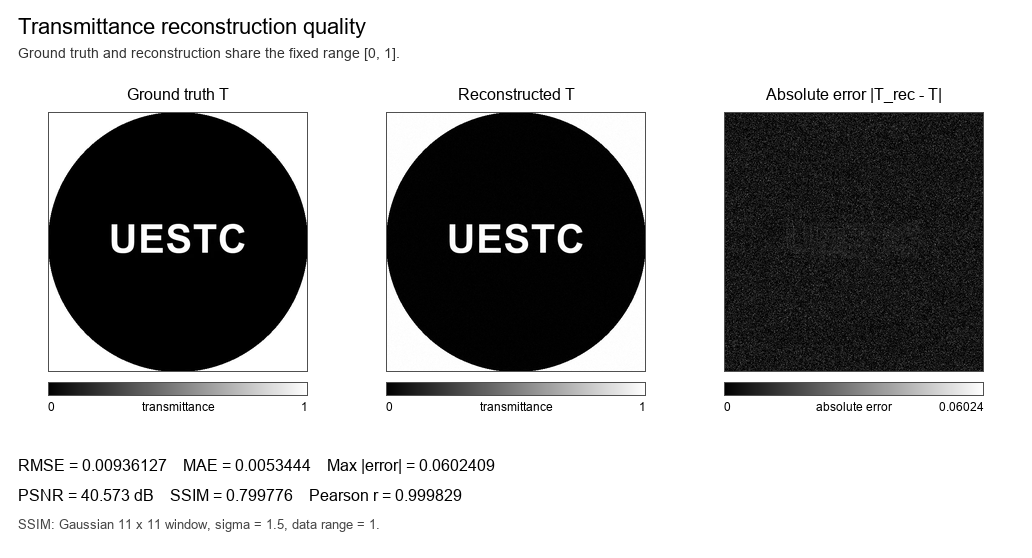 Transmittance reconstruction quality
Ground truth and reconstruction share the fixed range [0, 1].
Ground truth T
Reconstructed T
Absolute error |T_rec - T|
UESTC
UESTC
0 transmittance 1
0 transmittance 1
0 absolute error 0.06024
RMSE = 0.00936127 MAE = 0.0053444 Max |error| = 0.0602409
PSNR = 40.573 dB SSIM = 0.799776 Pearson r = 0.999829
SSIM: Gaussian 11 x 11 window, sigma = 1.5, data range = 1.